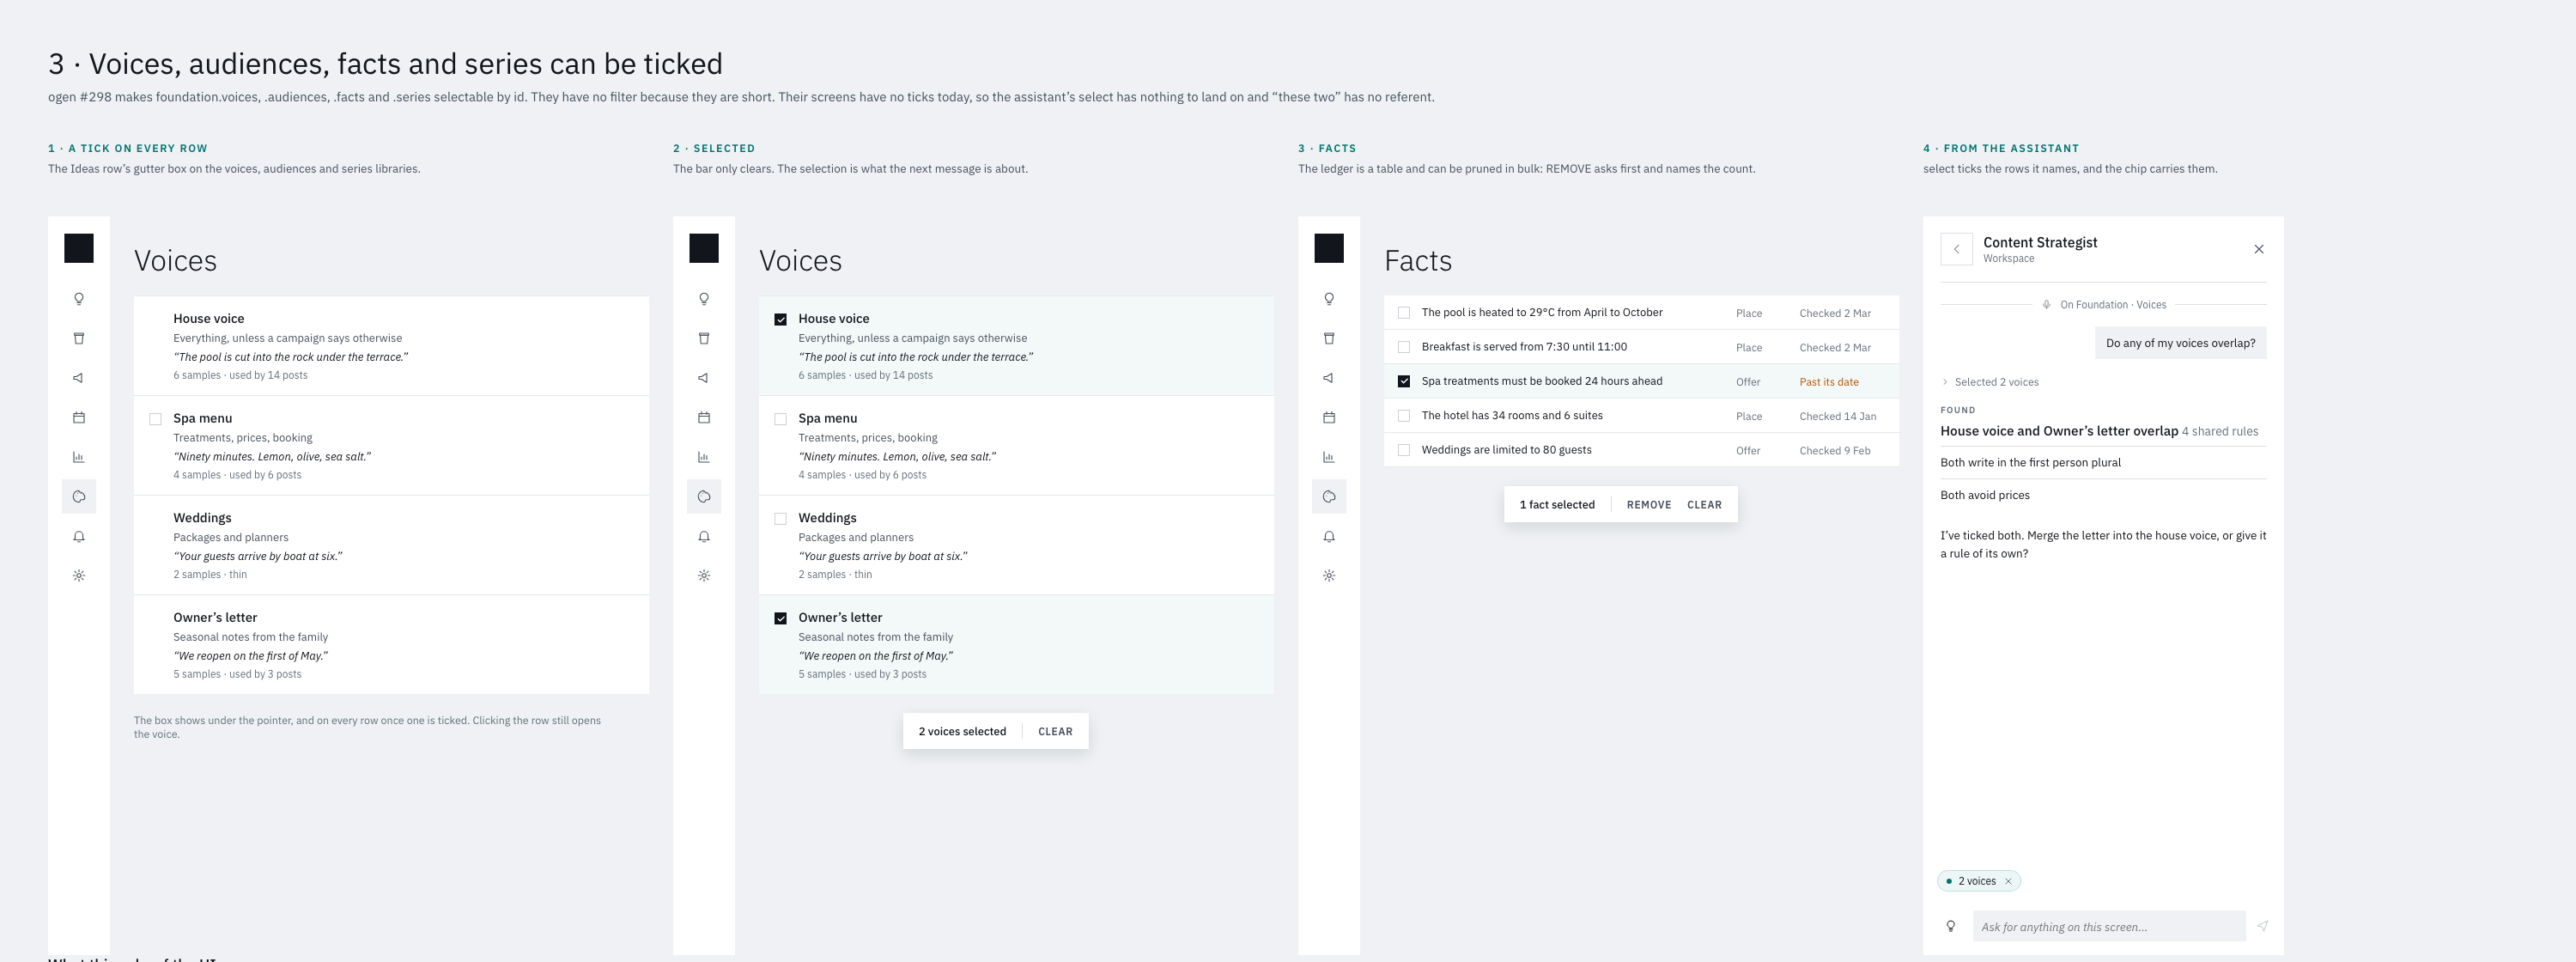 3 · Voices, audiences, facts and series can be ticked
ogen #298 makes foundation.voices, .audiences, .facts and .series selectable by id. They have no filter because they are short. Their screens have no ticks today, so the assistant’s select has nothing to land on and “these two” has no referent.
1 · A TICK ON EVERY ROW
The Ideas row’s gutter box on the voices, audiences and series libraries.
Voices
House voice
Everything, unless a campaign says otherwise
“The pool is cut into the rock under the terrace.”
6 samples · used by 14 posts
Spa menu
Treatments, prices, booking
“Ninety minutes. Lemon, olive, sea salt.”
4 samples · used by 6 posts
Weddings
Packages and planners
“Your guests arrive by boat at six.”
2 samples · thin
Owner’s letter
Seasonal notes from the family
“We reopen on the first of May.”
5 samples · used by 3 posts
The box shows under the pointer, and on every row once one is ticked. Clicking the row still opens
the voice.
2 · SELECTED
The bar only clears. The selection is what the next message is about.
Voices
House voice
Everything, unless a campaign says otherwise
“The pool is cut into the rock under the terrace.”
6 samples · used by 14 posts
Spa menu
Treatments, prices, booking
“Ninety minutes. Lemon, olive, sea salt.”
4 samples · used by 6 posts
Weddings
Packages and planners
“Your guests arrive by boat at six.”
2 samples · thin
Owner’s letter
Seasonal notes from the family
“We reopen on the first of May.”
5 samples · used by 3 posts
2 voices selected CLEAR
3 · FACTS
The ledger is a table and can be pruned in bulk: REMOVE asks first and names the count.
Facts
The pool is heated to 29°C from April to October Place Checked 2 Mar
Breakfast is served from 7:30 until 11:00 Place Checked 2 Mar
Spa treatments must be booked 24 hours ahead Offer Past its date
The hotel has 34 rooms and 6 suites Place Checked 14 Jan
Weddings are limited to 80 guests Offer Checked 9 Feb
1 fact selected REMOVE CLEAR
4 · FROM THE ASSISTANT
select ticks the rows it names, and the chip carries them.
Content Strategist
Workspace
On Foundation · Voices
Do any of my voices overlap?
Selected 2 voices
FOUND
House voice and Owner’s letter overlap 4 shared rules
Both write in the first person plural
Both avoid prices
I’ve ticked both. Merge the letter into the house voice, or give it
a rule of its own?
2 voices
Ask for anything on this screen…